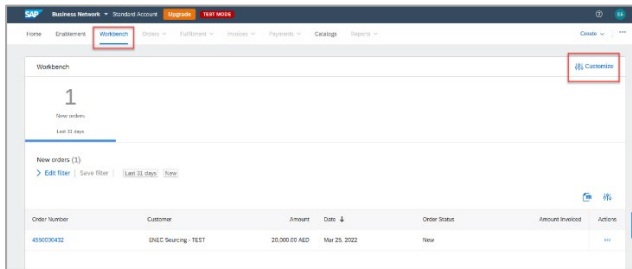 SAP Business Network Standard Account Upgrade TEST MODE
Home Enablement Workbench Orders Fulfillment Invoices Payments Catalogs Reports Create
Workbench Customize
1
New orders
Last 31 days
New orders (1)
Edit filter Save filter Last 31 days New
Order Number Customer Amount Date Order Status Amount Invoiced Actions
4550030432 ENEC Sourcing - TEST 20,000.00 AED Mar 25, 2022 New